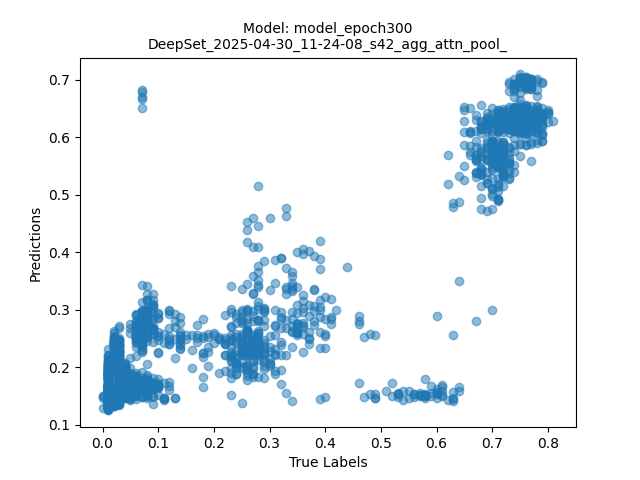 Model: model_epoch300
DeepSet_2025-04-30_11-24-08_s42_agg_attn_pool_
0.7
0.6
0.5
0.4
0.3
0.2
0.1
Predictions
0.0 0.1 0.2 0.3 0.4 0.5 0.6 0.7 0.8
True Labels